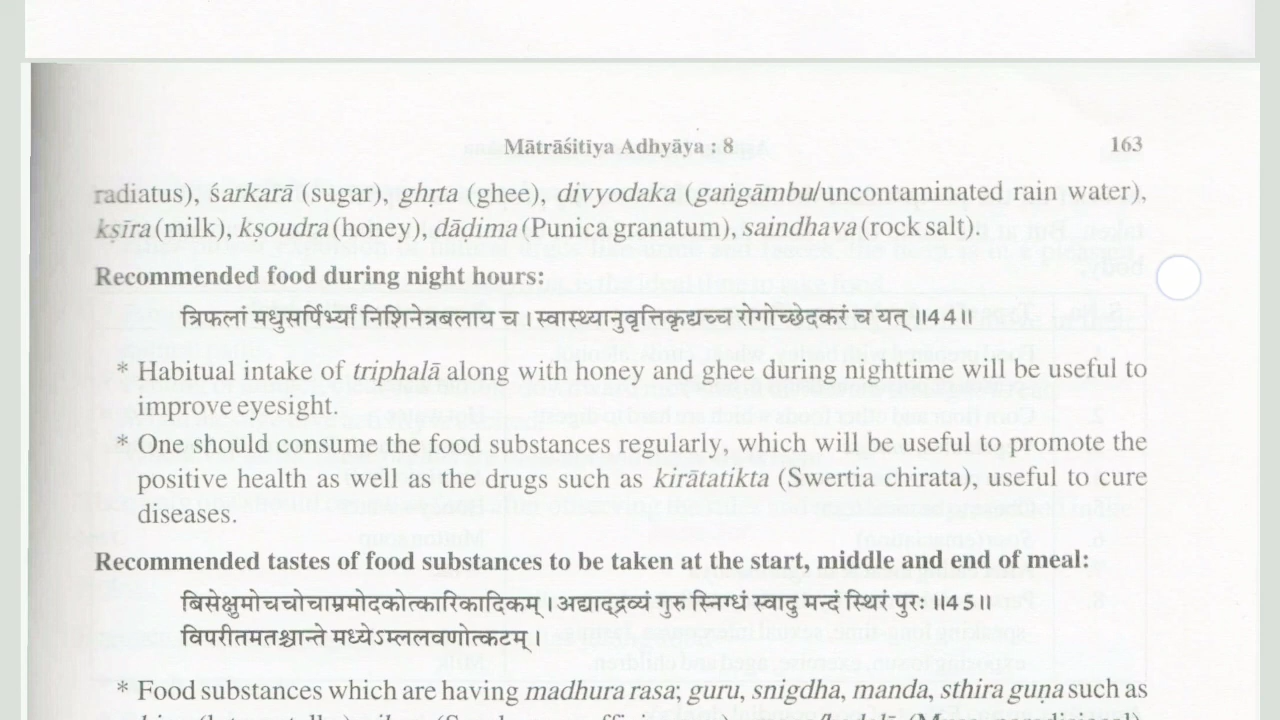 Mātrāśitīya Adhyāya : 8 163
radiatus), śarkarā (sugar), ghṛta (ghee), divyodaka (gaṅgāmbu/uncontaminated rain water),
kṣīra (milk), kṣoudra (honey), dāḍima (Punica granatum), saindhava (rock salt).
Recommended food during night hours:
त्रिफलां मधुसर्पिर्भ्यां निशिनेत्रबलाय च । स्वास्थ्यानुवृत्तिकृद्यच्च रोगोच्छेदकरं च यत् ॥44॥
* Habitual intake of triphalā along with honey and ghee during nighttime will be useful to
improve eyesight.
* One should consume the food substances regularly, which will be useful to promote the
positive health as well as the drugs such as kirātatikta (Swertia chirata), useful to cure
diseases.
Recommended tastes of food substances to be taken at the start, middle and end of meal:
बिसेक्षुमोचचोचाम्रमोदकोत्कारिकादिकम् । अद्याद्द्रव्यं गुरु स्निग्धं स्वादु मन्दं स्थिरं पुरः ॥45॥
विपरीतमतश्चान्ते मध्येऽम्ललवणोत्कटम् ।
* Food substances which are having madhura rasa; guru, snigdha, manda, sthira guṇa such as